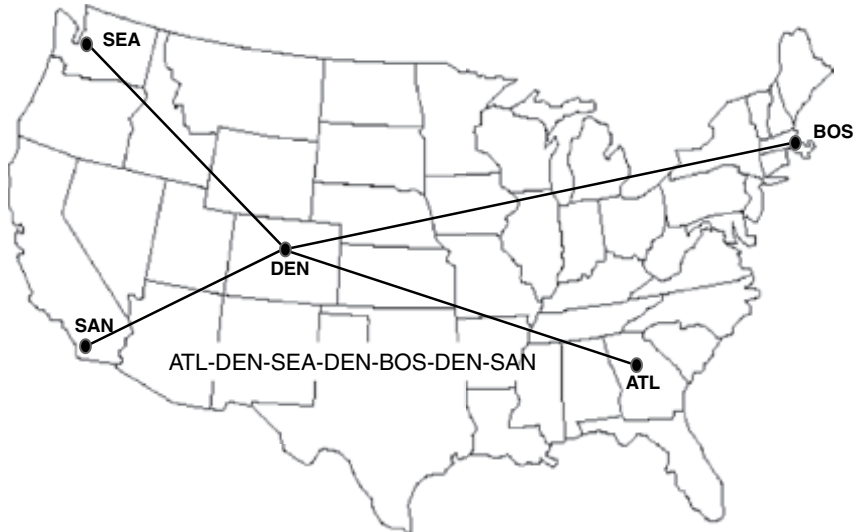 SEA
BOS
DEN
SAN
ATL-DEN-SEA-DEN-BOS-DEN-SAN
ATL